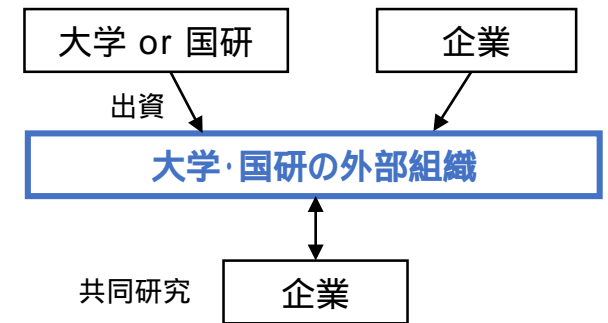 大学 or 国研
企業
出資
大学・国研の外部組織
共同研究
企業